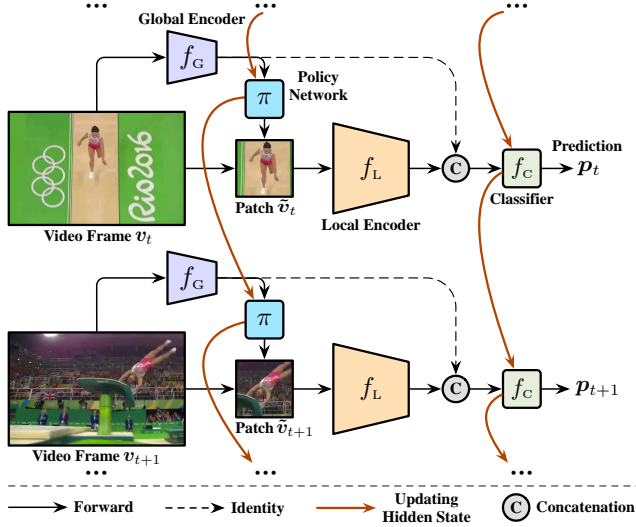 ... ... ...
Global Encoder
f_G
Policy
Network
π
Rio2016
Prediction
f_L
C
f_C
p_t
Patch ṽ_t
Classifier
Local Encoder
Video Frame v_t
f_G
π
f_L
C
f_C
p_{t+1}
Patch ṽ_{t+1}
Video Frame v_{t+1}
... ... ...
Forward
Identity
Updating
Hidden State
C Concatenation